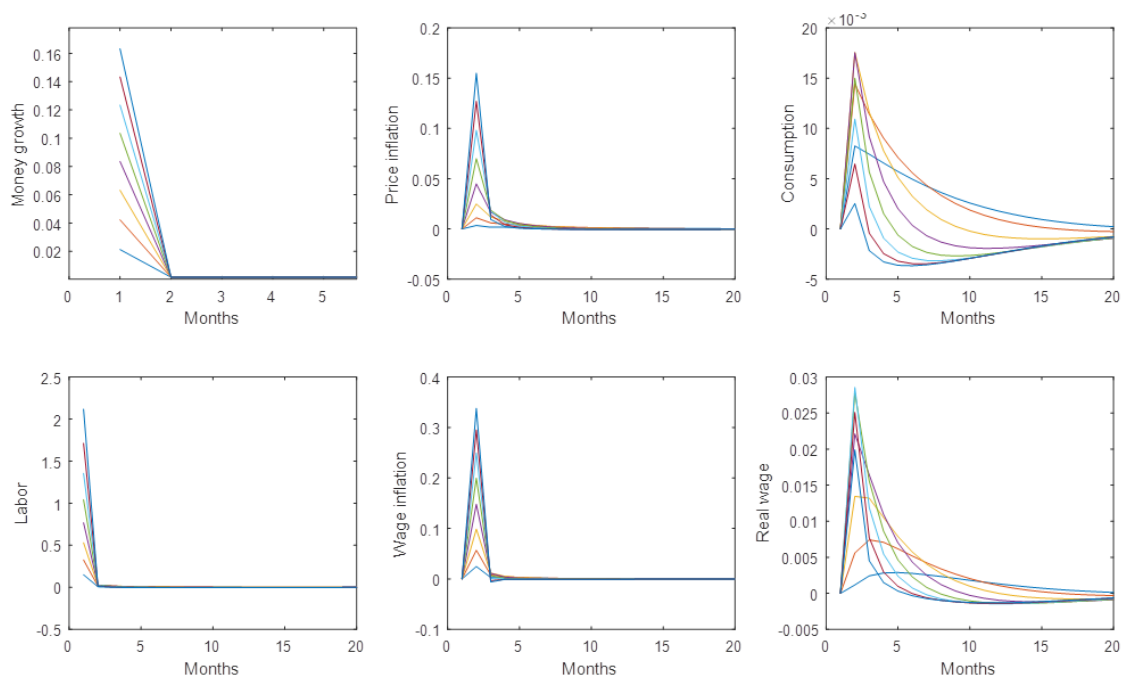 Money growth
0.16
0.14
0.12
0.1
0.08
0.06
0.04
0.02
0 1 2 3 4 5
Months
Price inflation
0.2
0.15
0.1
0.05
0
-0.05
0 5 10 15 20
Months
Consumption
× 10⁻³
20
15
10
5
0
-5
0 5 10 15 20
Months
Labor
2.5
2
1.5
1
0.5
0
-0.5
0 5 10 15 20
Months
Wage inflation
0.4
0.3
0.2
0.1
0
-0.1
0 5 10 15 20
Months
Real wage
0.03
0.025
0.02
0.015
0.01
0.005
0
-0.005
0 5 10 15 20
Months